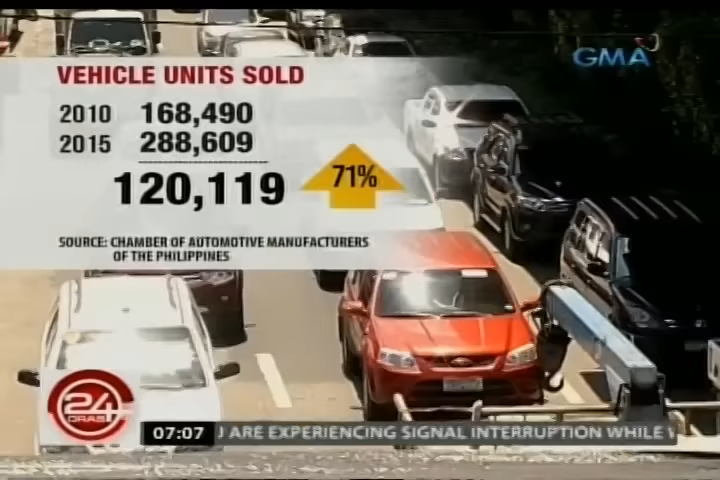 GMA
VEHICLE UNITS SOLD
2010 168,490
2015 288,609
120,119
71%
SOURCE: CHAMBER OF AUTOMOTIVE MANUFACTURERS
OF THE PHILIPPINES
24
ORAS
07:07
ARE EXPERIENCING SIGNAL INTERRUPTION WHILE